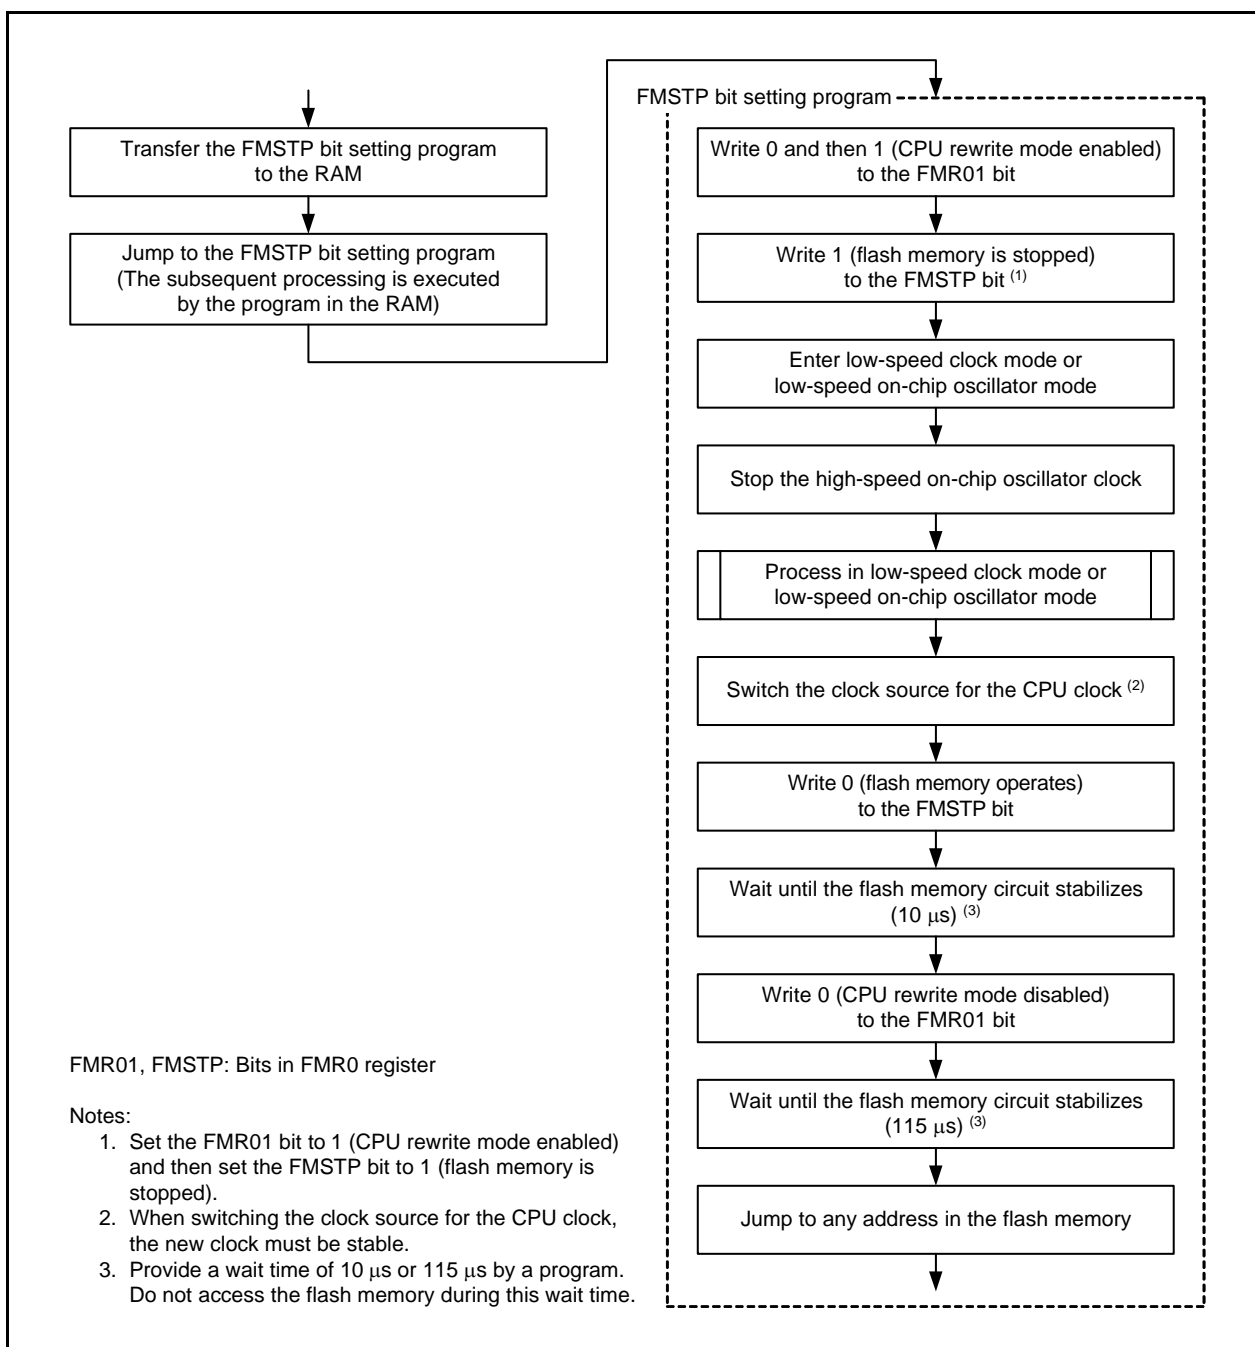 Transfer the FMSTP bit setting program
to the RAM
Jump to the FMSTP bit setting program
(The subsequent processing is executed
by the program in the RAM)
FMSTP bit setting program
Write 0 and then 1 (CPU rewrite mode enabled)
to the FMR01 bit
Write 1 (flash memory is stopped)
to the FMSTP bit (1)
Enter low-speed clock mode or
low-speed on-chip oscillator mode
Stop the high-speed on-chip oscillator clock
Process in low-speed clock mode or
low-speed on-chip oscillator mode
Switch the clock source for the CPU clock (2)
Write 0 (flash memory operates)
to the FMSTP bit
Wait until the flash memory circuit stabilizes
(10 μs) (3)
Write 0 (CPU rewrite mode disabled)
to the FMR01 bit
Wait until the flash memory circuit stabilizes
(115 μs) (3)
Jump to any address in the flash memory
FMR01, FMSTP: Bits in FMR0 register
Notes:
1. Set the FMR01 bit to 1 (CPU rewrite mode enabled)
and then set the FMSTP bit to 1 (flash memory is
stopped).
2. When switching the clock source for the CPU clock,
the new clock must be stable.
3. Provide a wait time of 10 μs or 115 μs by a program.
Do not access the flash memory during this wait time.